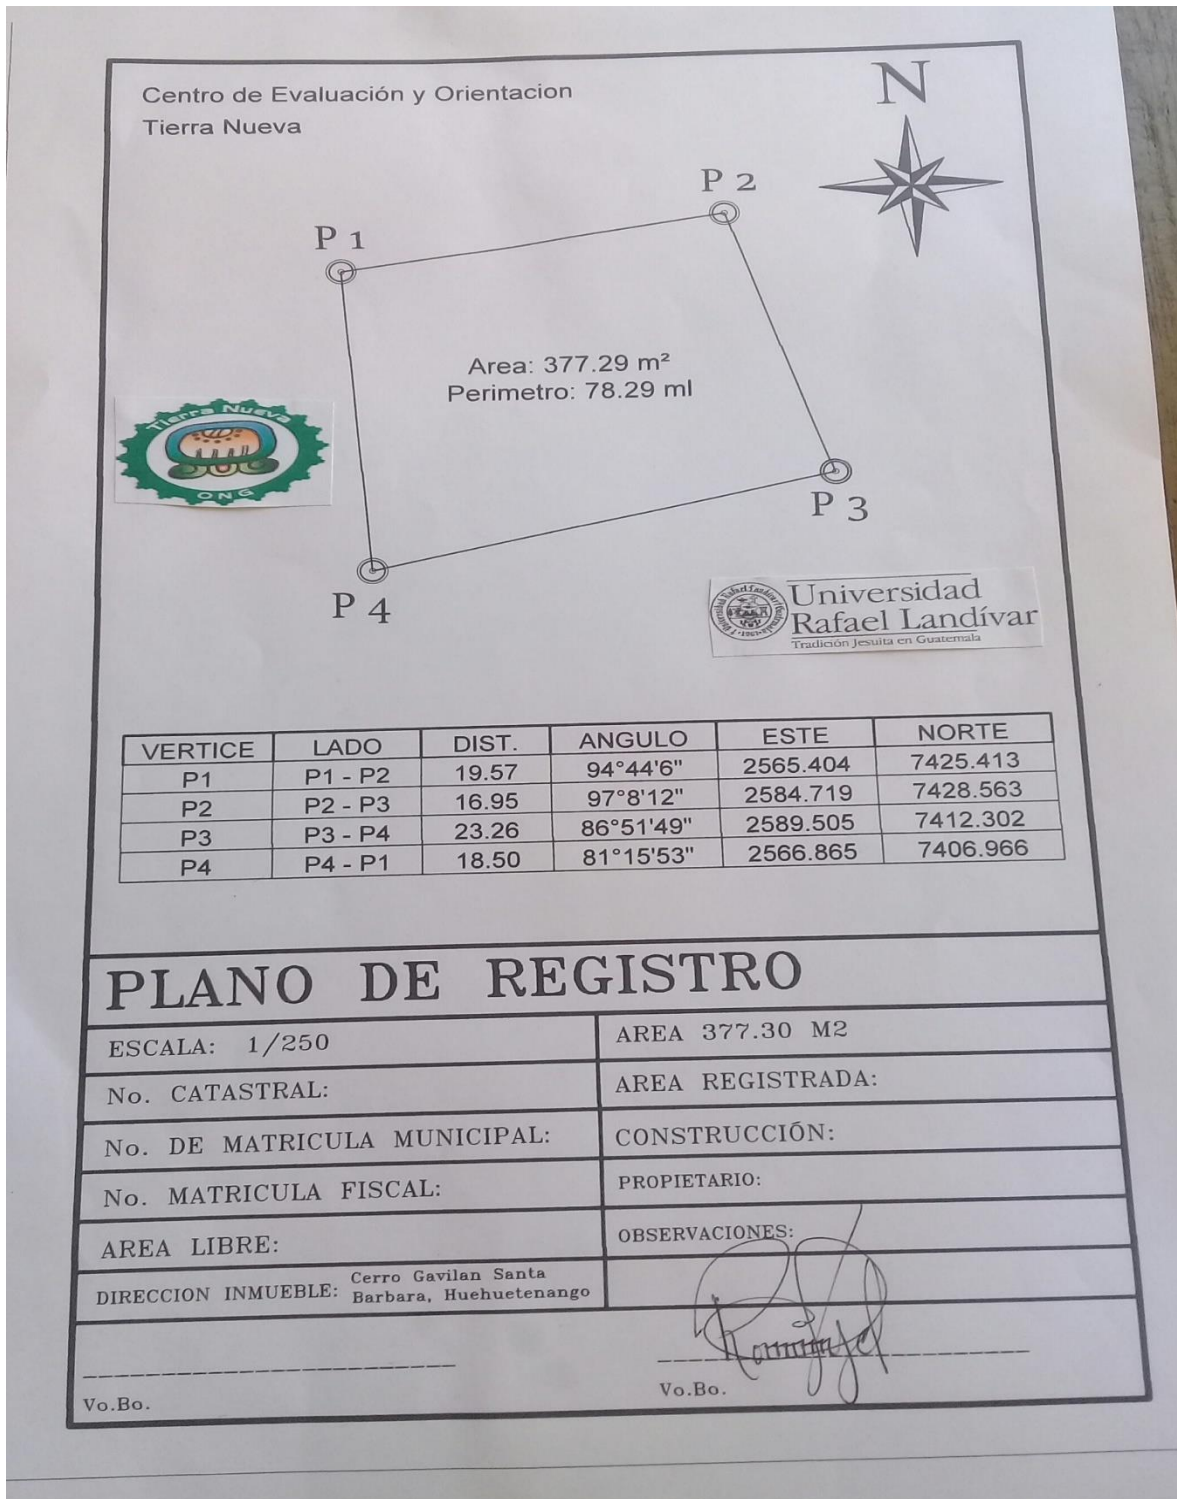 Centro de Evaluación y Orientacion
Tierra Nueva
N
P 1
P 2
Area: 377.29 m²
Perimetro: 78.29 ml
Tierra Nueva
ONG
P 3
P 4
Universidad
Rafael Landívar
Tradición Jesuita en Guatemala
VERTICE LADO DIST. ANGULO ESTE NORTE
P1 P1 - P2 19.57 94°44'6" 2565.404 7425.413
P2 P2 - P3 16.95 97°8'12" 2584.719 7428.563
P3 P3 - P4 23.26 86°51'49" 2589.505 7412.302
P4 P4 - P1 18.50 81°15'53" 2566.865 7406.966
PLANO DE REGISTRO
ESCALA: 1/250
AREA 377.30 M2
No. CATASTRAL:
AREA REGISTRADA:
No. DE MATRICULA MUNICIPAL:
CONSTRUCCIÓN:
No. MATRICULA FISCAL:
PROPIETARIO:
AREA LIBRE:
OBSERVACIONES:
DIRECCION INMUEBLE: Cerro Gavilan Santa
Barbara, Huehuetenango
Vo.Bo.
Vo.Bo.